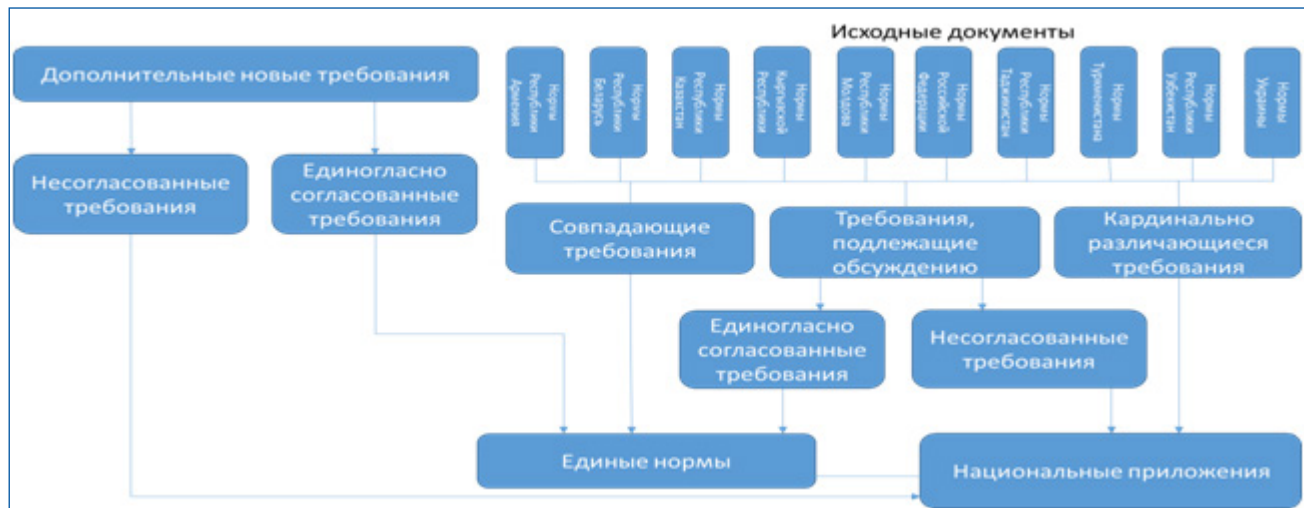 Исходные документы
Дополнительные новые требования
Нормы
Республики
Армения
Нормы
Республики
Беларусь
Нормы
Республики
Казахстан
Нормы
Кыргызской
Республики
Нормы
Республики
Молдова
Нормы
Российской
Федерации
Нормы
Республики
Таджикистан
Нормы
Туркменистана
Нормы
Республики
Узбекистан
Нормы
Украины
Несогласованные
требования
Единогласно
согласованные
требования
Совпадающие
требования
Требования,
подлежащие
обсуждению
Кардинально
различающиеся
требования
Единогласно
согласованные
требования
Несогласованные
требования
Единые нормы
Национальные приложения